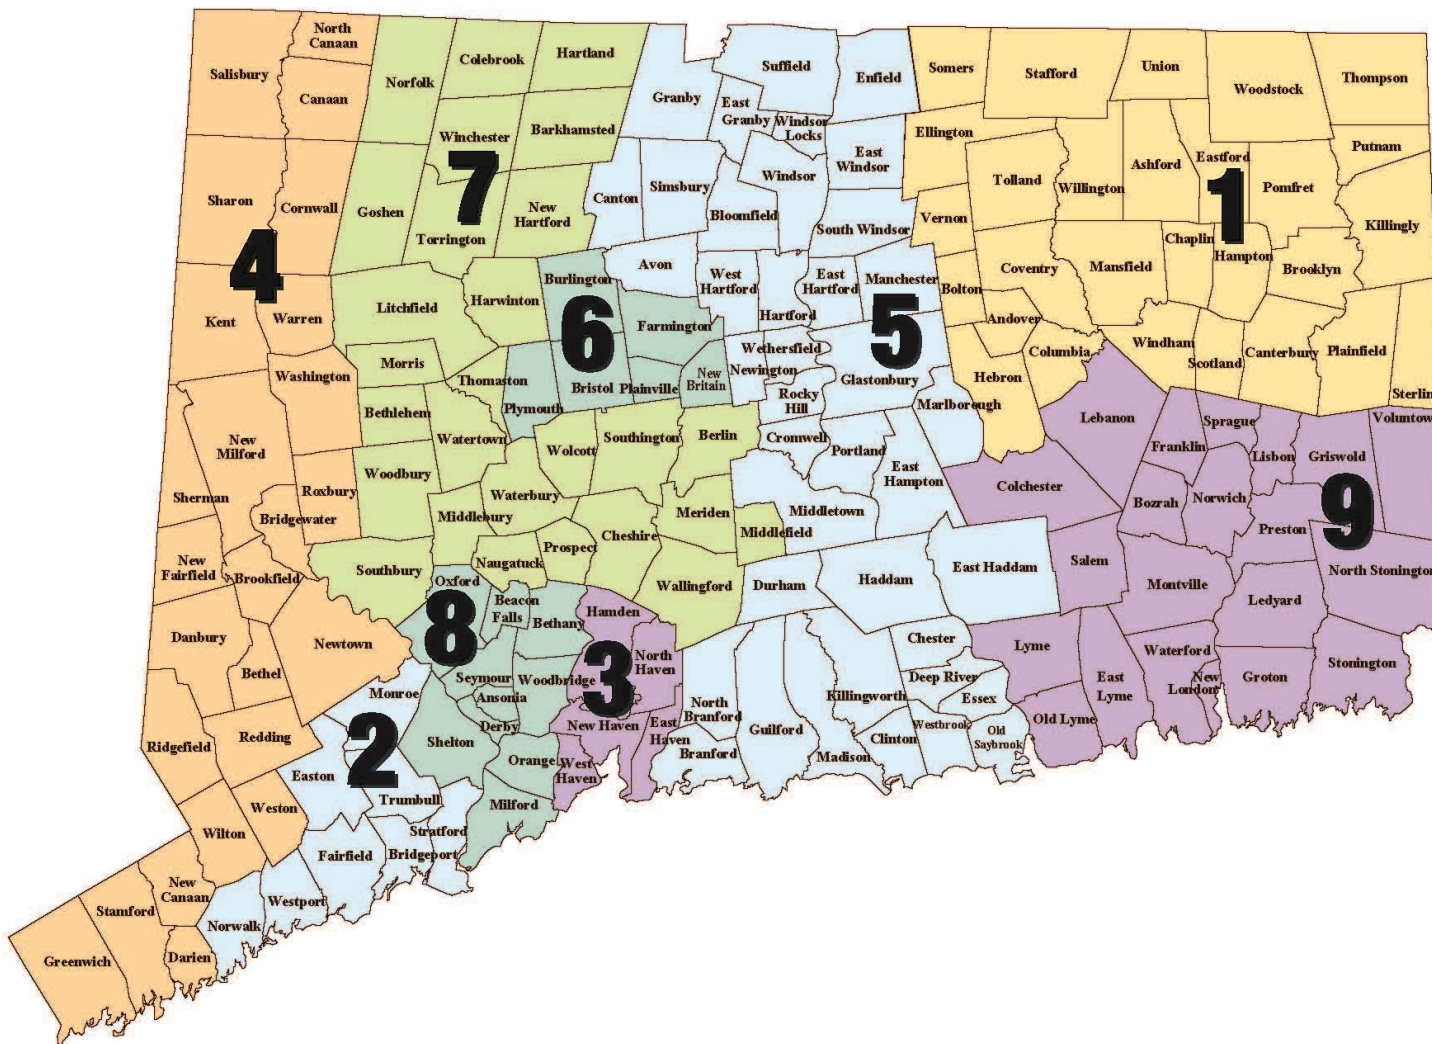 North
Canaan
Salisbury
Canaan
Norfolk
Colebrook
Hartland
Winchester
Barkhamsted
7
Sharon
Cornwall
Goshen
Torrington
New
Hartford
4
Kent
Warren
Litchfield
Harwinton
Morris
Washington
Bethlehem
Thomaston
Watertown
Woodbury
New
Milford
Sherman
Roxbury
Bridgewater
New
Fairfield
Brookfield
Southbury
Danbury
Bethel
Newtown
Ridgefield
Redding
Weston
Wilton
New
Canaan
Stamford
Greenwich
Darien
Granby
Suffield
Enfield
East
Granby
Windsor
Locks
East
Windsor
Canton
Simsbury
Windsor
Bloomfield
South Windsor
Avon
West
Hartford
Hartford
East
Hartford
Manchester
5
Burlington
6
Farmington
Bristol
Plainville
New
Britain
Plymouth
Wethersfield
Newington
Glastonbury
Rocky
Hill
Marlborough
Wolcott
Southington
Berlin
Cromwell
Portland
East
Hampton
Waterbury
Middlebury
Meriden
Middlefield
Middletown
Cheshire
Prospect
Naugatuck
Wallingford
Durham
Haddam
East Haddam
Oxford
8
Beacon
Falls
Bethany
Hamden
3
North
Haven
Seymour
Woodbridge
Ansonia
Derby
New Haven
East
Haven
West
Haven
Shelton
Orange
Milford
Monroe
2
Easton
Trumbull
Stratford
Bridgeport
Fairfield
Westport
Norwalk
North
Branford
Branford
Guilford
Madison
Killingworth
Clinton
Chester
Deep River
Essex
Westbrook
Old
Saybrook
Somers
Stafford
Union
Woodstock
Thompson
Ellington
Tolland
Willington
Ashford
Eastford
1
Pomfret
Putnam
Killingly
Vernon
Coventry
Mansfield
Chaplin
Hampton
Brooklyn
Bolton
Andover
Columbia
Windham
Scotland
Canterbury
Plainfield
Sterlin
Hebron
Lebanon
Colchester
Franklin
Sprague
Lisbon
Griswold
Voluntow
Bozrah
Norwich
Preston
9
Salem
Montville
North Stonington
Ledyard
Lyme
East
Lyme
Waterford
New
London
Groton
Stonington
Old Lyme